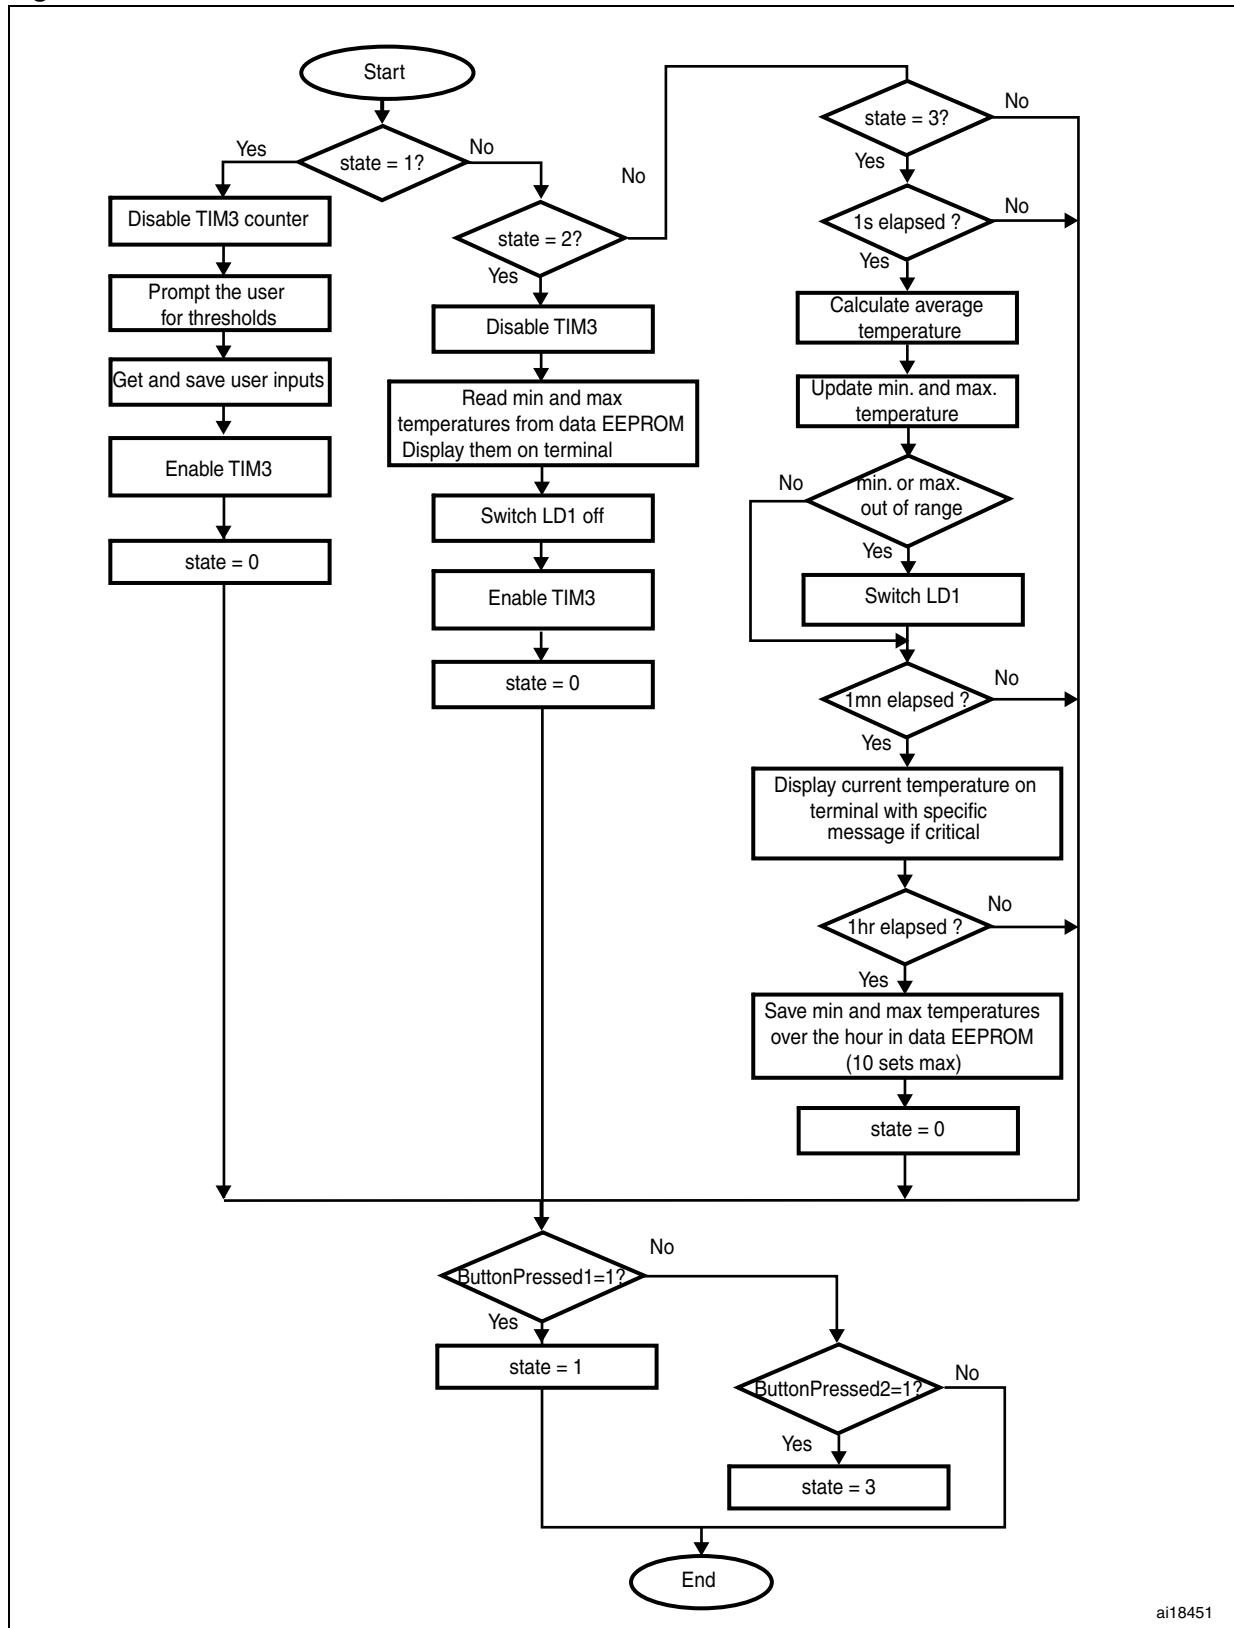 Start
state = 1?
Yes
No
Disable TIM3 counter
Prompt the user
for thresholds
Get and save user inputs
Enable TIM3
state = 0
state = 2?
No
Yes
Disable TIM3
Read min and max
temperatures from data EEPROM
Display them on terminal
Switch LD1 off
Enable TIM3
state = 0
state = 3?
No
Yes
1s elapsed ?
No
Yes
Calculate average
temperature
Update min. and max.
temperature
min. or max.
out of range
No
Yes
Switch LD1
1mn elapsed ?
No
Yes
Display current temperature on
terminal with specific
message if critical
1hr elapsed ?
No
Yes
Save min and max temperatures
over the hour in data EEPROM
(10 sets max)
state = 0
ButtonPressed1=1?
No
Yes
state = 1
ButtonPressed2=1?
No
Yes
state = 3
End
ai18451